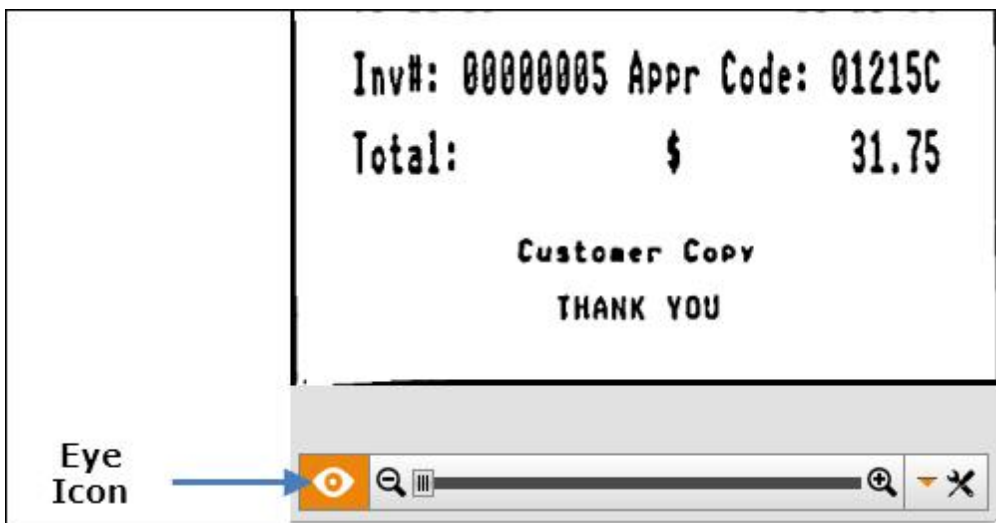 Inv#: 00000005 Appr Code: 01215C
Total: $ 31.75
Customer Copy
THANK YOU
Eye
Icon